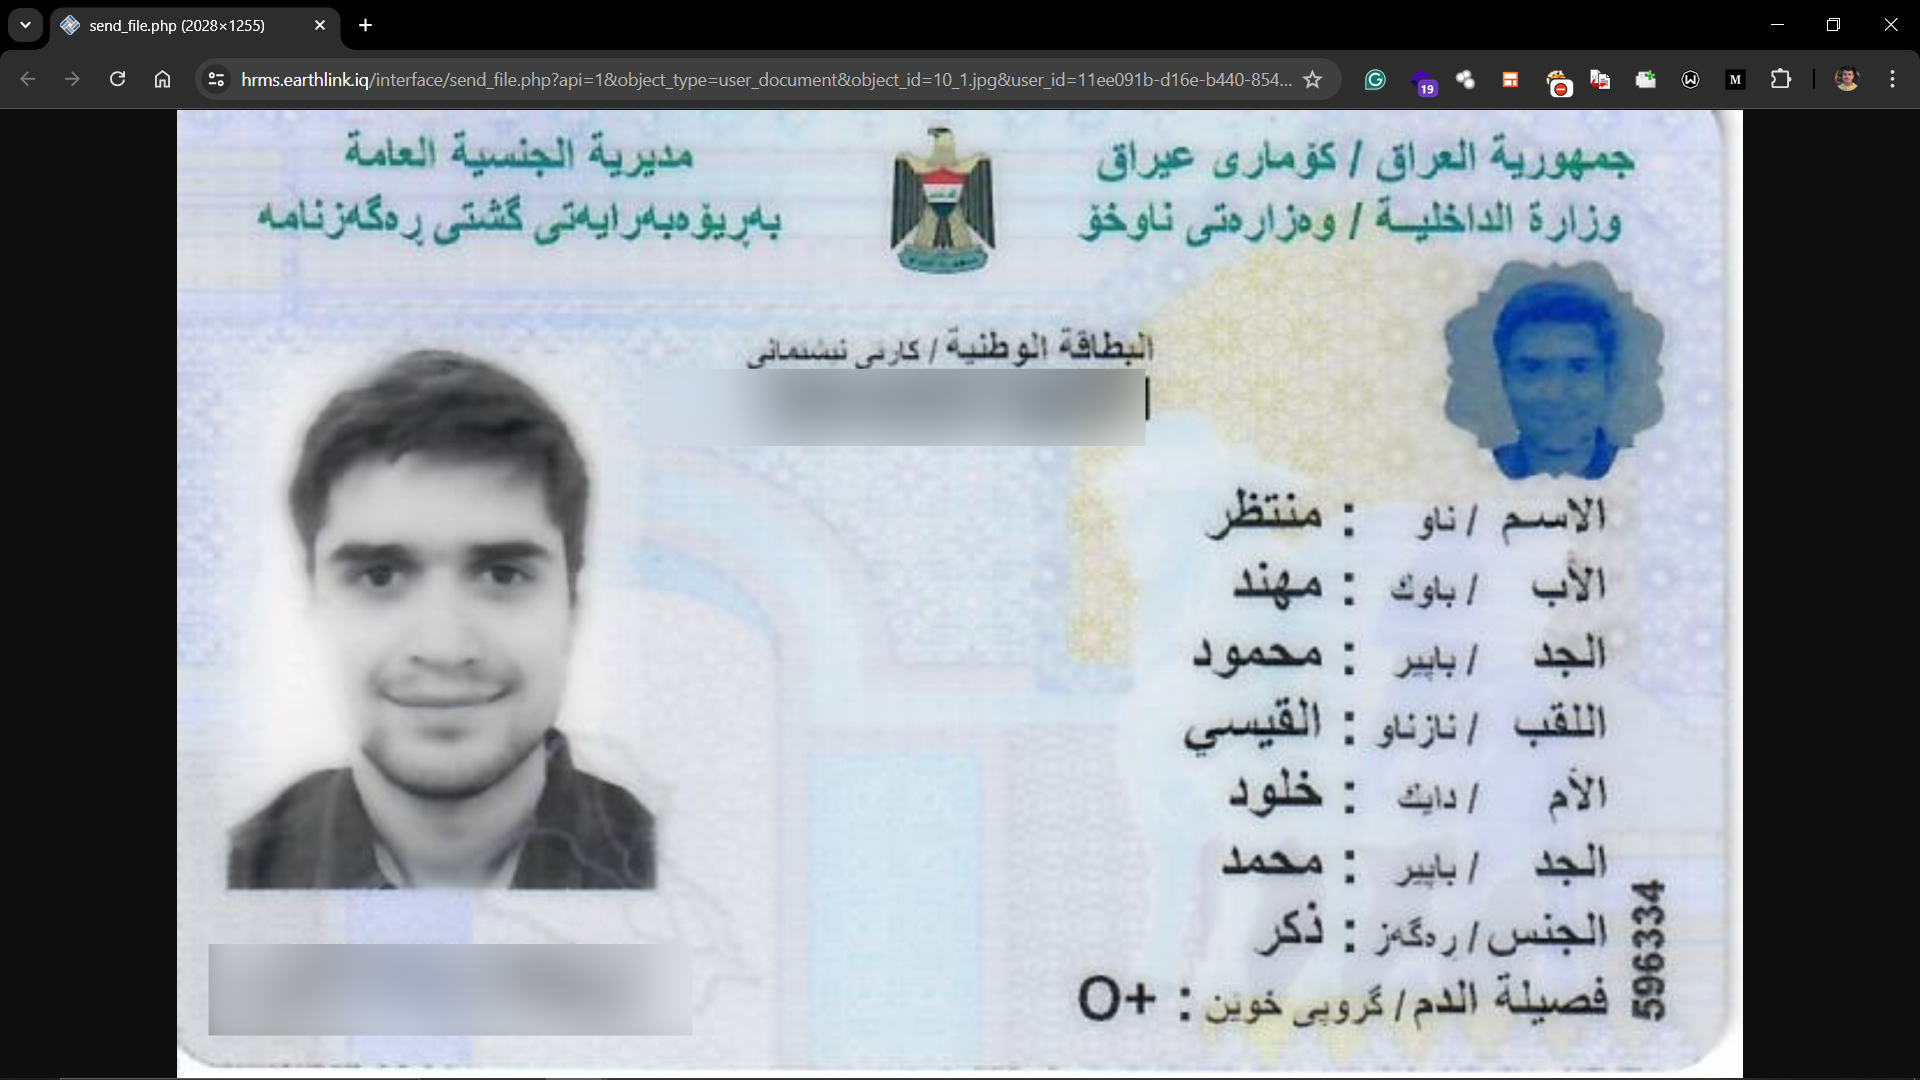 send_file.php (2028×1255)
hrms.earthlink.iq/interface/send_file.php?api=1&object_type=user_document&object_id=10_1.jpg&user_id=11ee091b-d16e-b440-854...
19
M
جمهورية العراق / كۆماری عیراق
وزارة الداخليـة / وەزارەتی ناوخۆ
مديرية الجنسية العامة
بەڕیۆەبەرایەتی گشتی ڕەگەزنامە
البطاقة الوطنية / كارتی نیشتمانی
الاسم / ناو : منتظر
الأب / باوك : مهند
الجد / باپیر : محمود
اللقب / نازناو : القيسي
الأم / دایك : خلود
الجد / باپیر : محمد
الجنس / ڕەگەز : ذكر
فصيلة الدم / گروپی خوێن : O+
596334